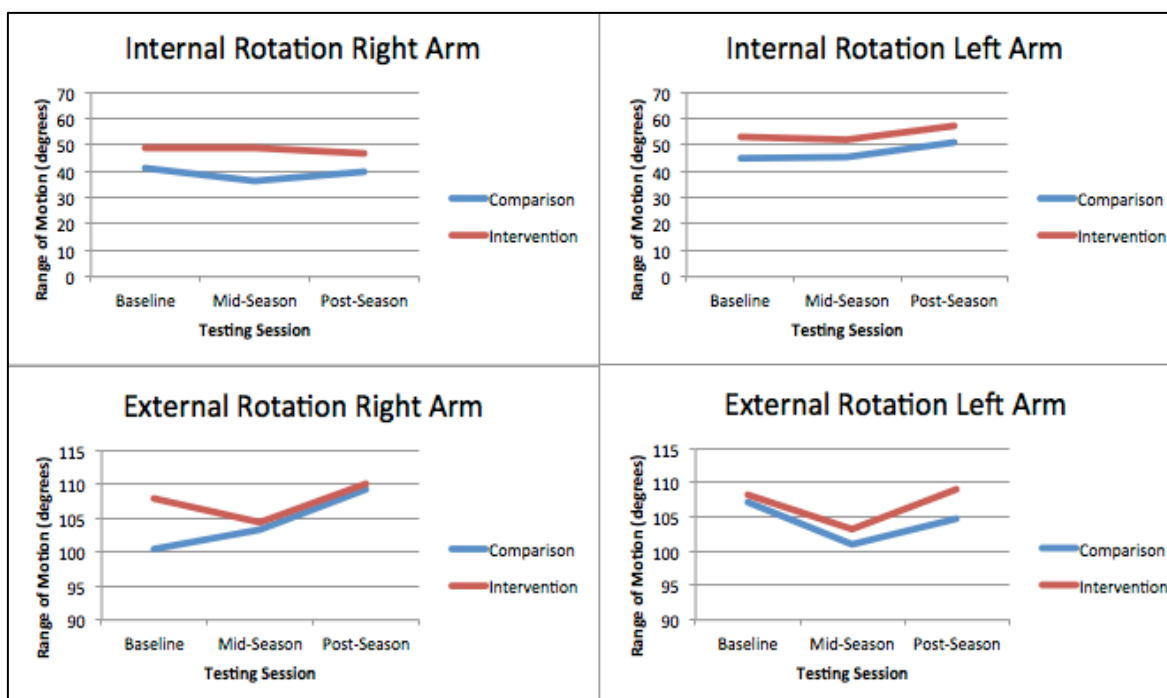 Internal Rotation Right Arm
Range of Motion (degrees)
70
60
50
40
30
20
10
0
Baseline Mid-Season Post-Season
Testing Session
Comparison
Intervention
Internal Rotation Left Arm
Range of Motion (degrees)
70
60
50
40
30
20
10
0
Baseline Mid-Season Post-Season
Testing Session
Comparison
Intervention
External Rotation Right Arm
Range of Motion (degrees)
115
110
105
100
95
90
Baseline Mid-Season Post-Season
Testing Session
Comparison
Intervention
External Rotation Left Arm
Range of Motion (degrees)
115
110
105
100
95
90
Baseline Mid-Season Post-Season
Testing Session
Comparison
Intervention